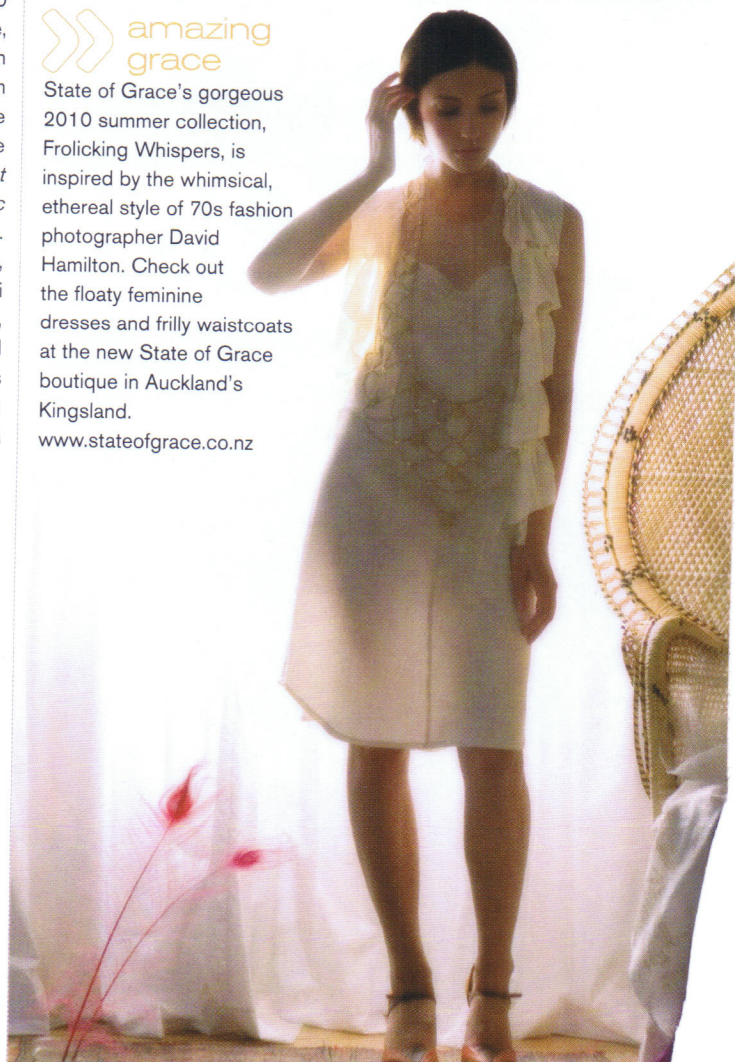 amazing
grace
State of Grace's gorgeous
2010 summer collection,
Frolicking Whispers, is
inspired by the whimsical,
ethereal style of 70s fashion
photographer David
Hamilton. Check out
the floaty feminine
dresses and frilly waistcoats
at the new State of Grace
boutique in Auckland's
Kingsland.
www.stateofgrace.co.nz